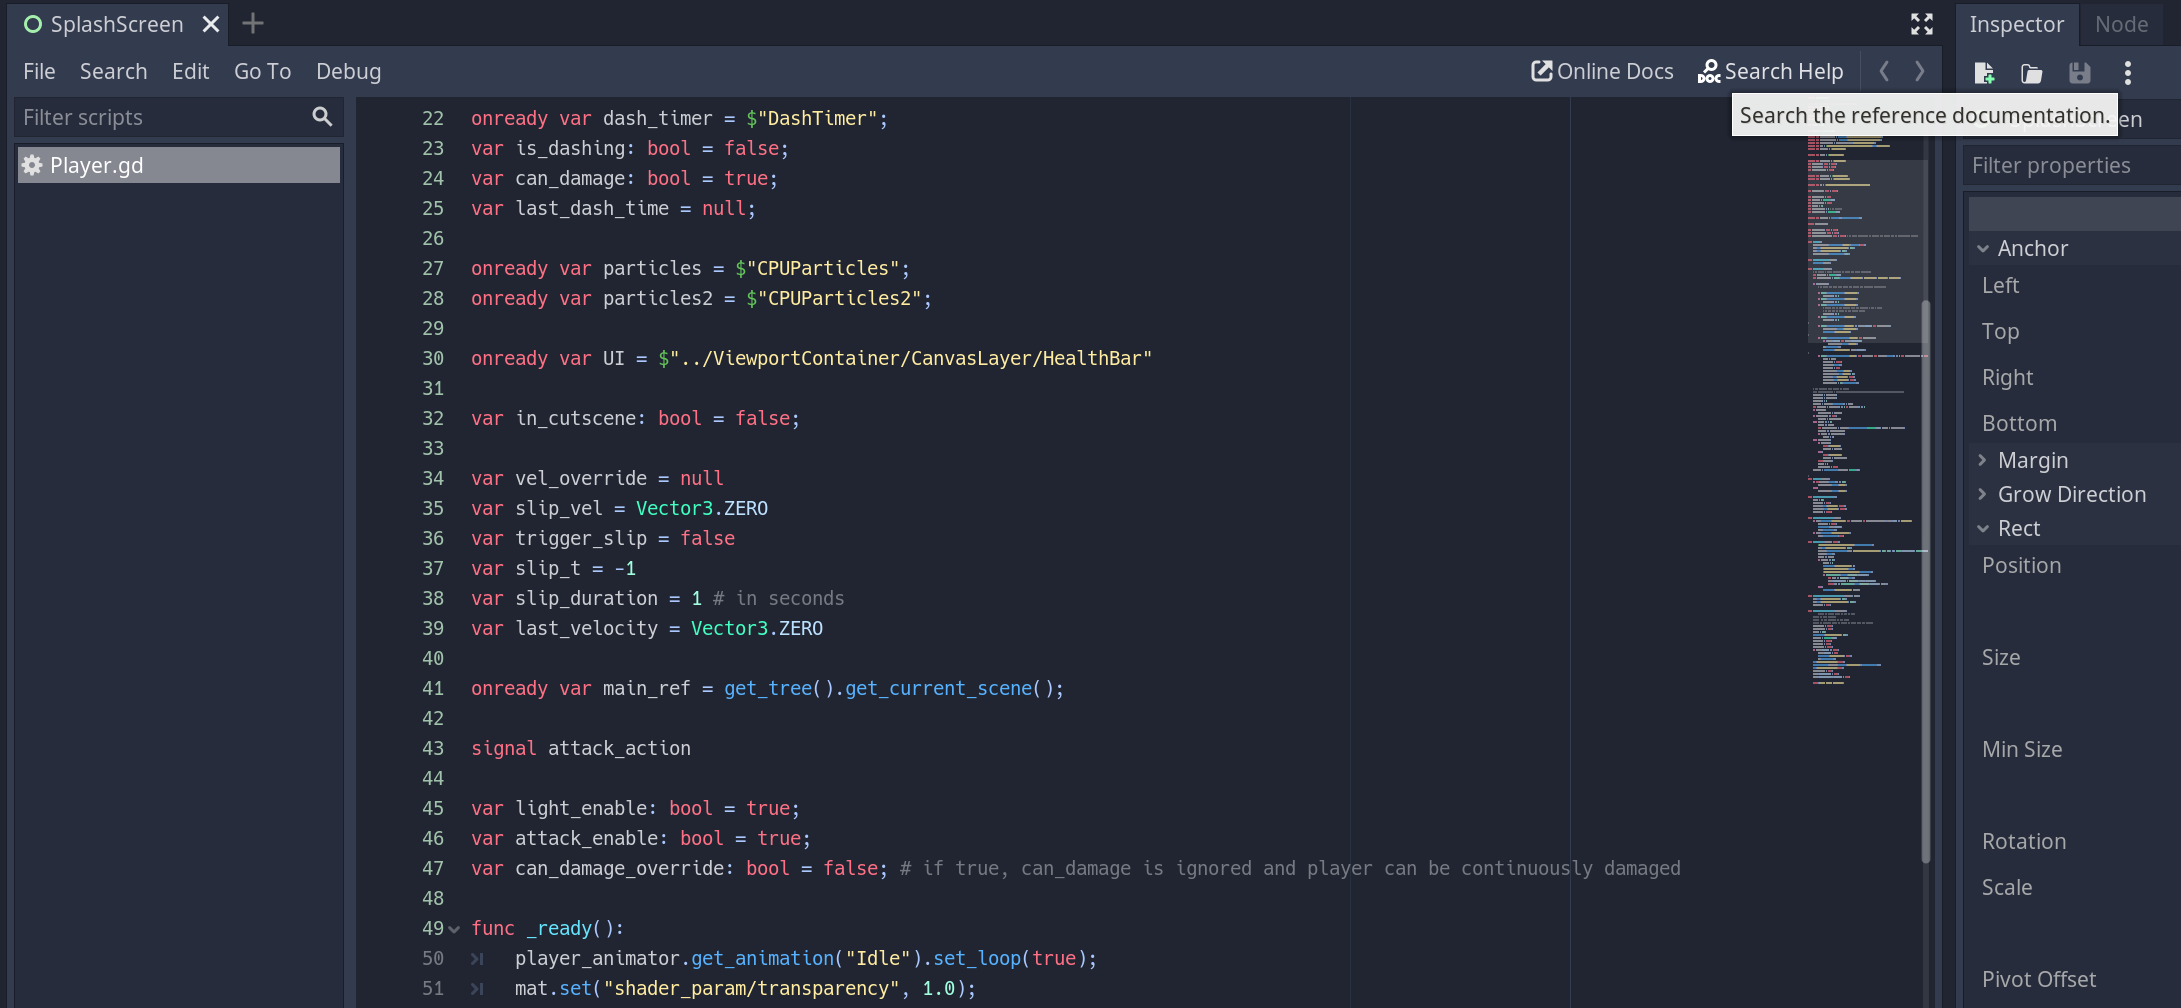 SplashScreen
Inspector
Node
File
Search
Edit
Go To
Debug
Online Docs
Search Help
Search the reference documentation.
Filter scripts
Player.gd
22 onready var dash_timer = $"DashTimer";
23 var is_dashing: bool = false;
24 var can_damage: bool = true;
25 var last_dash_time = null;
26
27 onready var particles = $"CPUParticles";
28 onready var particles2 = $"CPUParticles2";
29
30 onready var UI = $"../ViewportContainer/CanvasLayer/HealthBar"
31
32 var in_cutscene: bool = false;
33
34 var vel_override = null
35 var slip_vel = Vector3.ZERO
36 var trigger_slip = false
37 var slip_t = -1
38 var slip_duration = 1 # in seconds
39 var last_velocity = Vector3.ZERO
40
41 onready var main_ref = get_tree().get_current_scene();
42
43 signal attack_action
44
45 var light_enable: bool = true;
46 var attack_enable: bool = true;
47 var can_damage_override: bool = false; # if true, can_damage is ignored and player can be continuously damaged
48
49 func _ready():
50 player_animator.get_animation("Idle").set_loop(true);
51 mat.set("shader_param/transparency", 1.0);
Filter properties
Anchor
Left
Top
Right
Bottom
Margin
Grow Direction
Rect
Position
Size
Min Size
Rotation
Scale
Pivot Offset